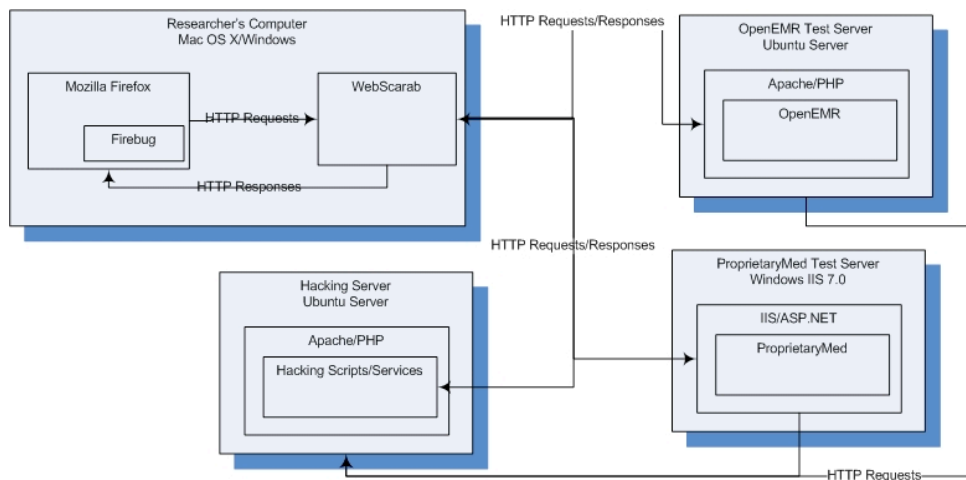 Researcher's Computer
Mac OS X/Windows
Mozilla Firefox
Firebug
HTTP Requests
WebScarab
HTTP Responses
HTTP Requests/Responses
OpenEMR Test Server
Ubuntu Server
Apache/PHP
OpenEMR
HTTP Requests/Responses
Hacking Server
Ubuntu Server
Apache/PHP
Hacking Scripts/Services
ProprietaryMed Test Server
Windows IIS 7.0
IIS/ASP.NET
ProprietaryMed
HTTP Requests